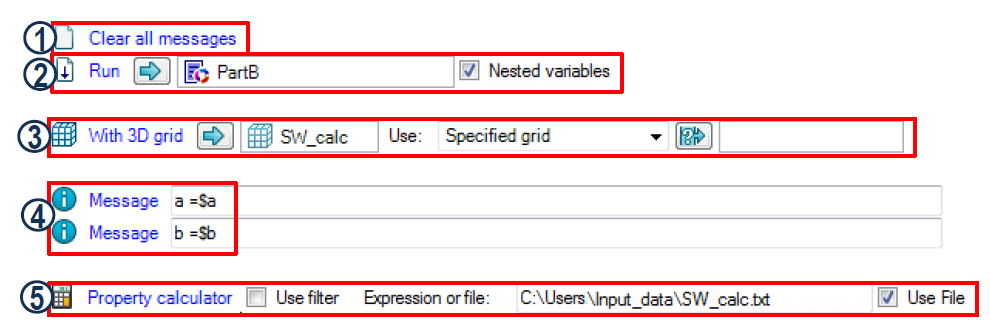 1 Clear all messages
2 Run PartB Nested variables
3 With 3D grid SW_calc Use: Specified grid ?
4 Message a =$a
Message b =$b
5 Property calculator Use filter Expression or file: C:\Users\Input_data\SW_calc.txt Use File